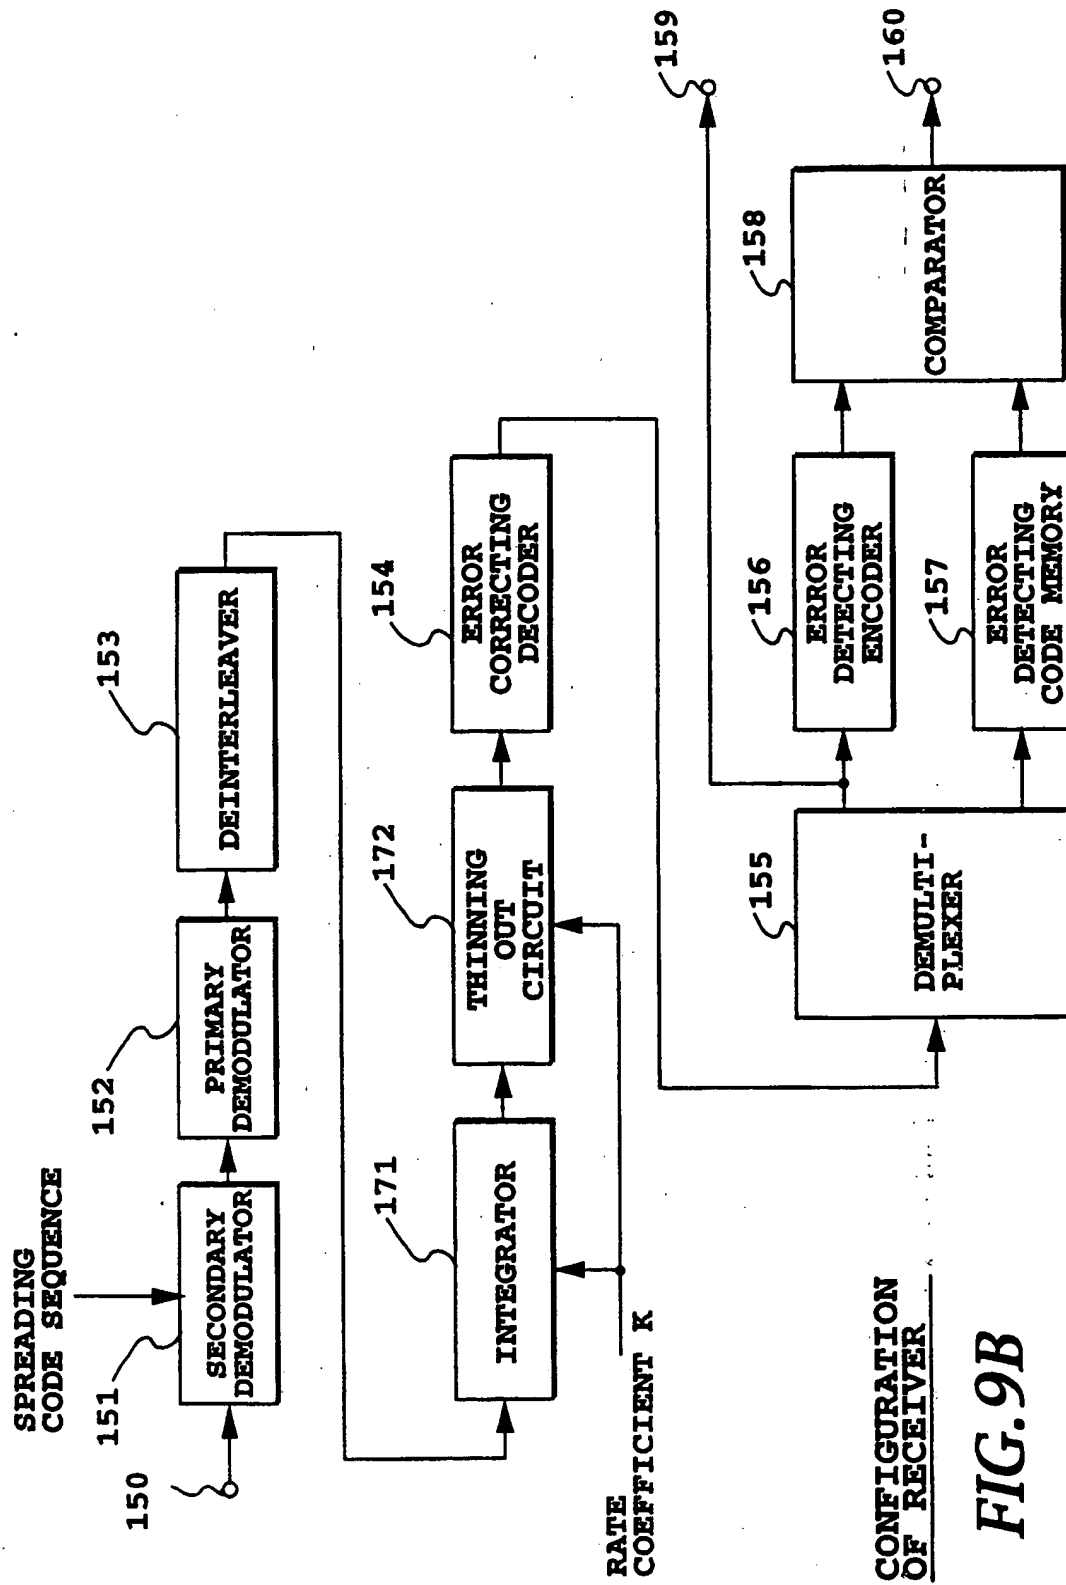 SPREADING
CODE SEQUENCE
150
151
SECONDARY
DEMODULATOR
152
PRIMARY
DEMODULATOR
153
DEINTERLEAVER
RATE
COEFFICIENT K
171
INTEGRATOR
172
THINNING
OUT
CIRCUIT
154
ERROR
CORRECTING
DECODER
155
DEMULTI-
PLEXER
156
ERROR
DETECTING
ENCODER
157
ERROR
DETECTING
CODE MEMORY
158
COMPARATOR
159
160
CONFIGURATION
OF RECEIVER
FIG.9B